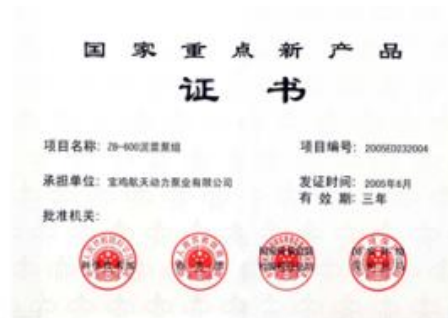 国家重点新产品
证书
项目名称: ZB-600泥浆泵组
项目编号: 2005ED232004
承担单位: 宝鸡航天动力泵业有限公司
发证时间: 2005年6月
有 效 期: 三年
批准机关: